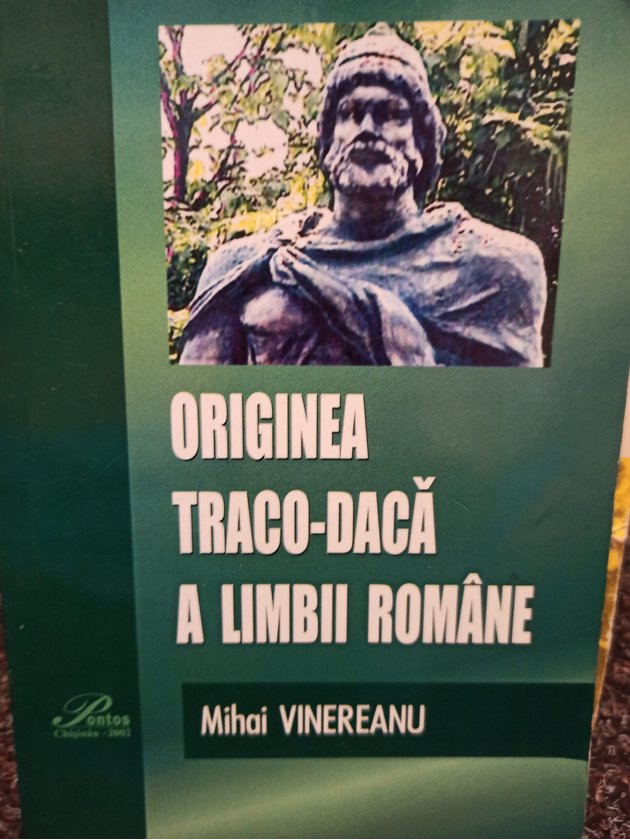 ORIGINEA
TRACO-DACĂ
A LIMBII ROMÂNE
Mihai VINEREANU
Pontos
Chişinău - 2002